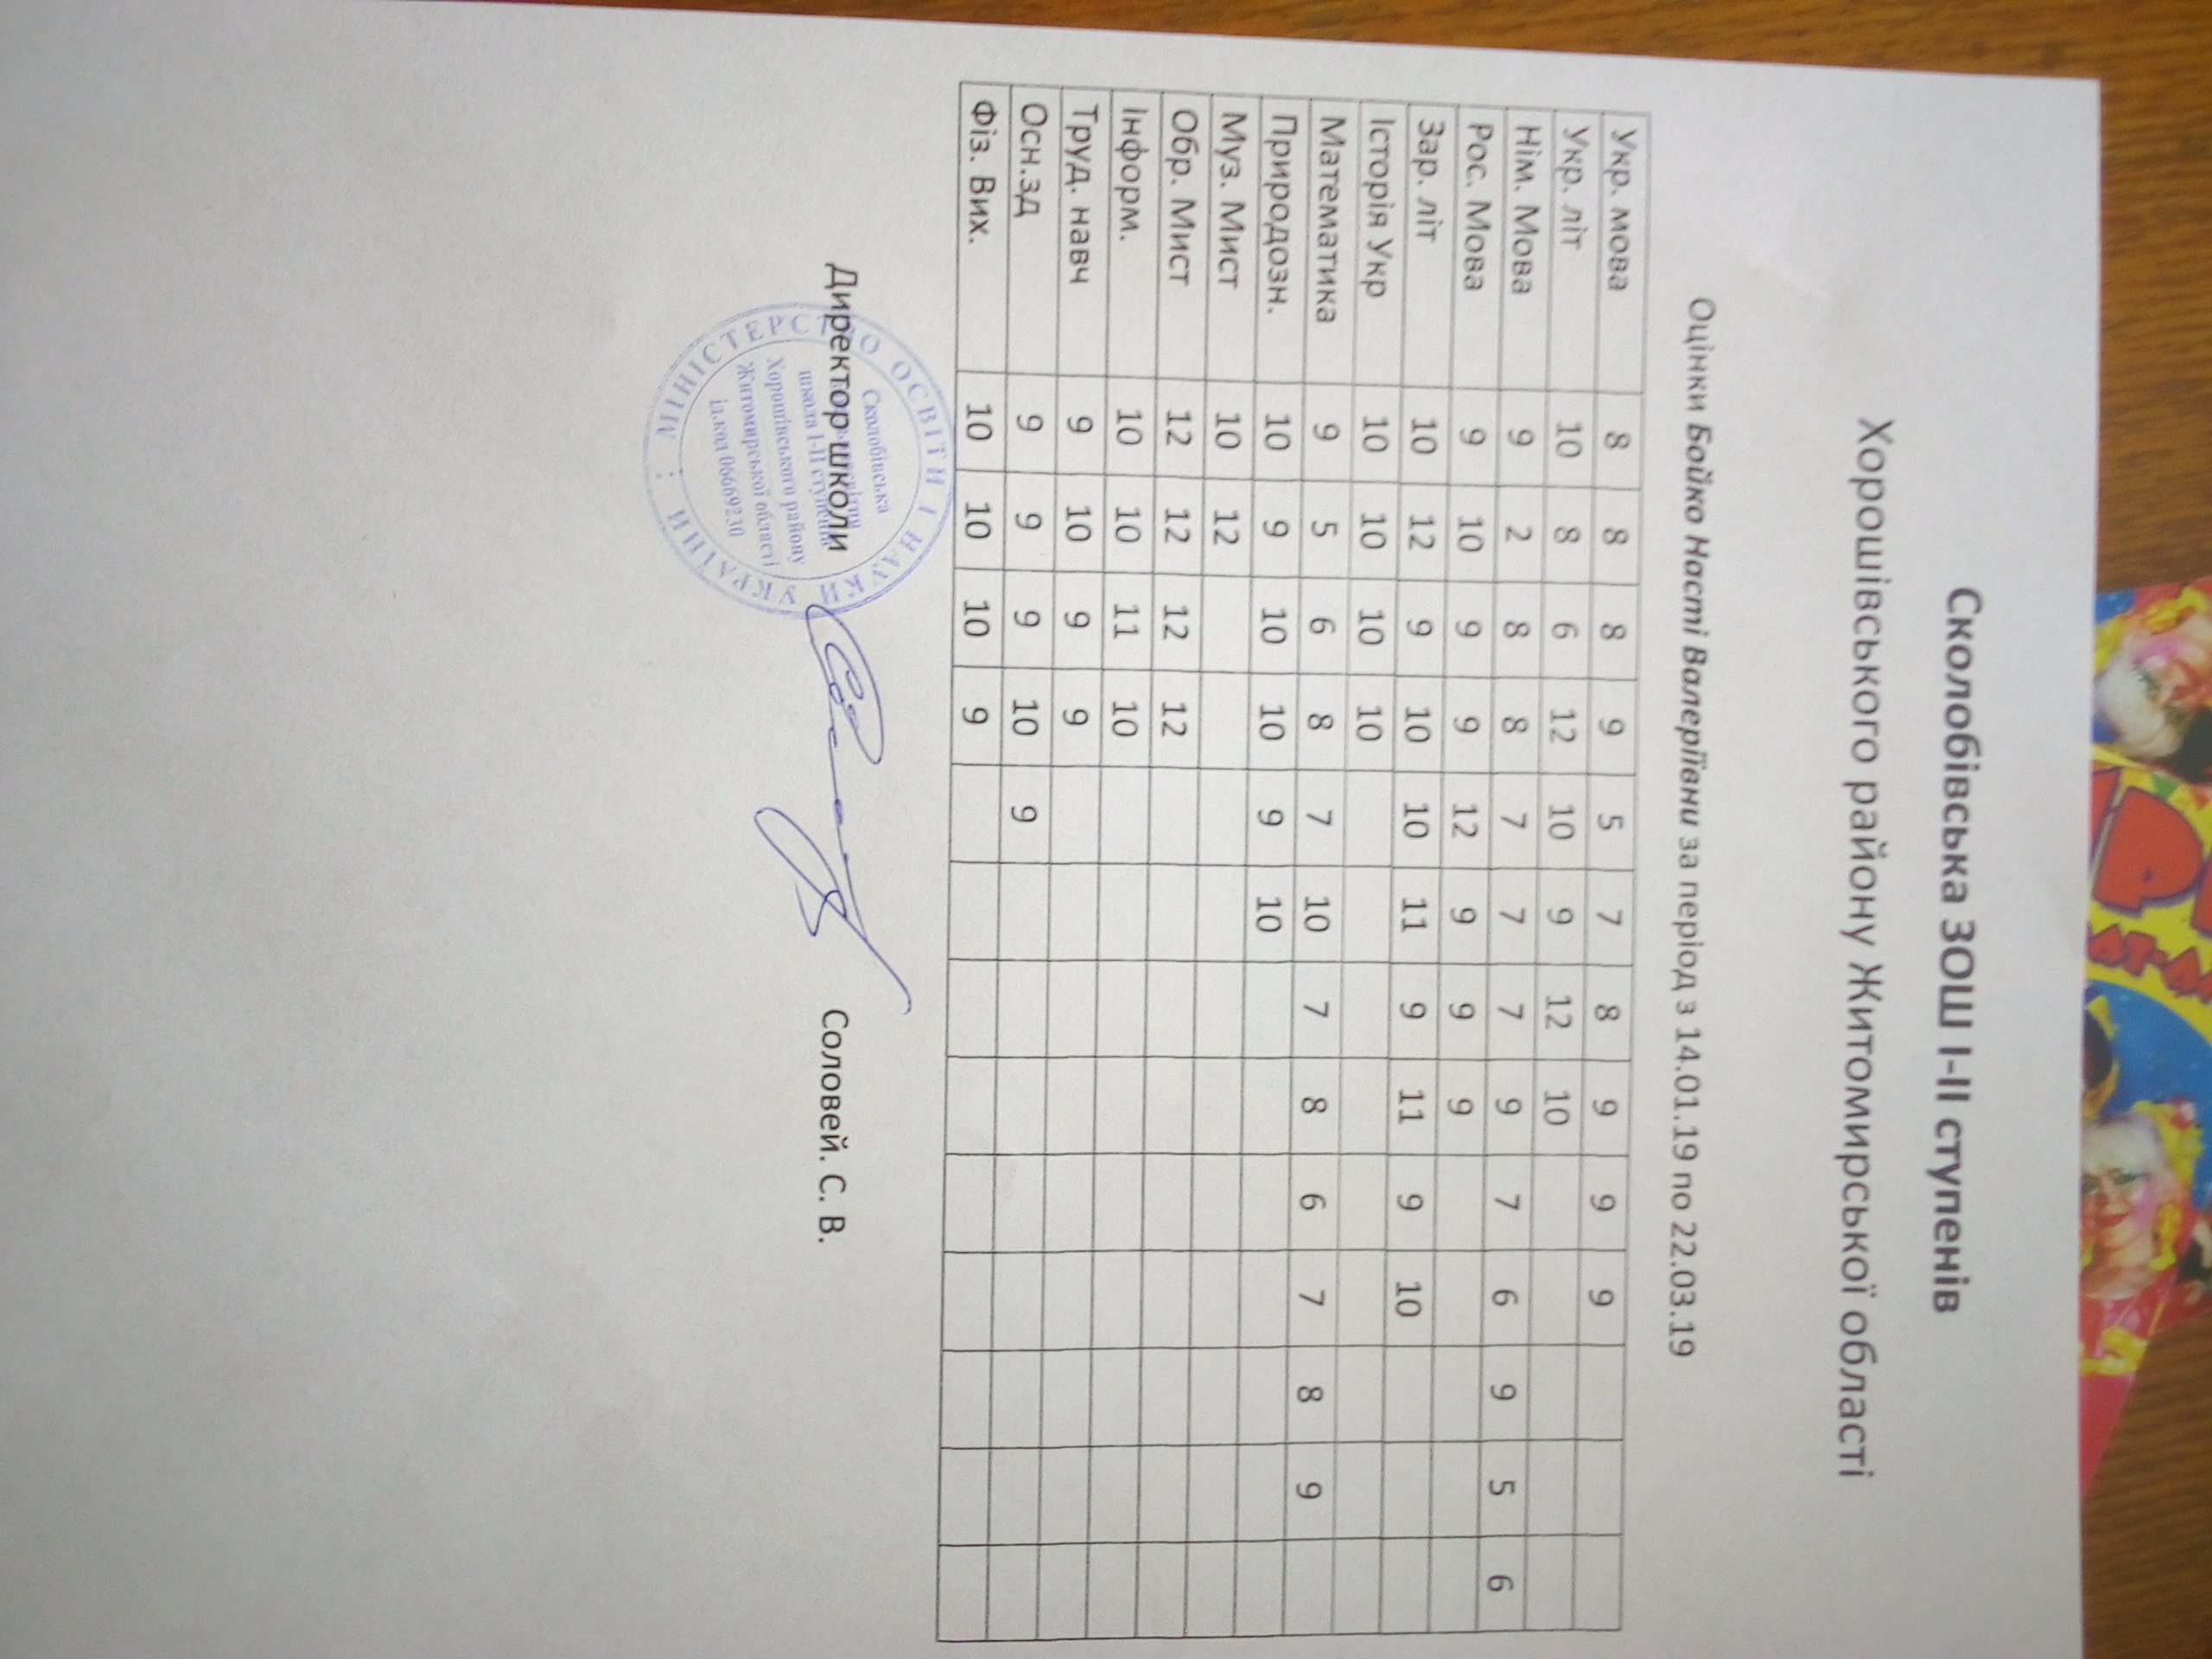 Сколобівська ЗОШ І-ІІ ступенів
Хорошівського району Житомирської області
Оцінки Бойко Насті Валеріївни за період з 14.01.19 по 22.03.19
Укр. мова 8 8 8 9 5 7 8 9 9 9
Укр. літ 10 8 6 12 10 9 12 10
Нім. Мова 9 2 8 8 7 7 7 9 7 6 9 5 6
Рос. Мова 9 10 9 9 12 9 9 9
Зар. літ 10 12 9 10 10 11 9 11 9 10
Історія Укр 10 10 10 10
Математика 9 5 6 8 7 10 7 8 6 7 8 9
Природозн. 10 9 10 10 9 10
Муз. Мист 10 12
Обр. Мист 12 12 12 12
Інформ. 10 10 11 10
Труд. навч 9 10 9 9
Осн.зд 9 9 9 10 9
Фіз. Вих. 10 10 10 9
Директор школи Соловей. С. В.
МІНІСТЕРСТВО ОСВІТИ І НАУКИ УКРАЇНИ
Сколобівська
школа І-ІІ ступенів
Хорошівського району
Житомирської області
ід.код 06669230